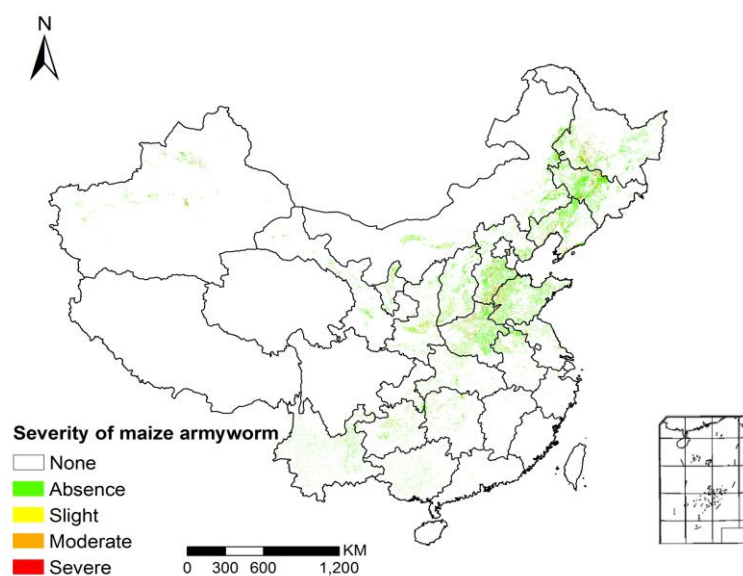 N
Severity of maize armyworm
None
Absence
Slight
Moderate
Severe
KM
0 300 600 1,200